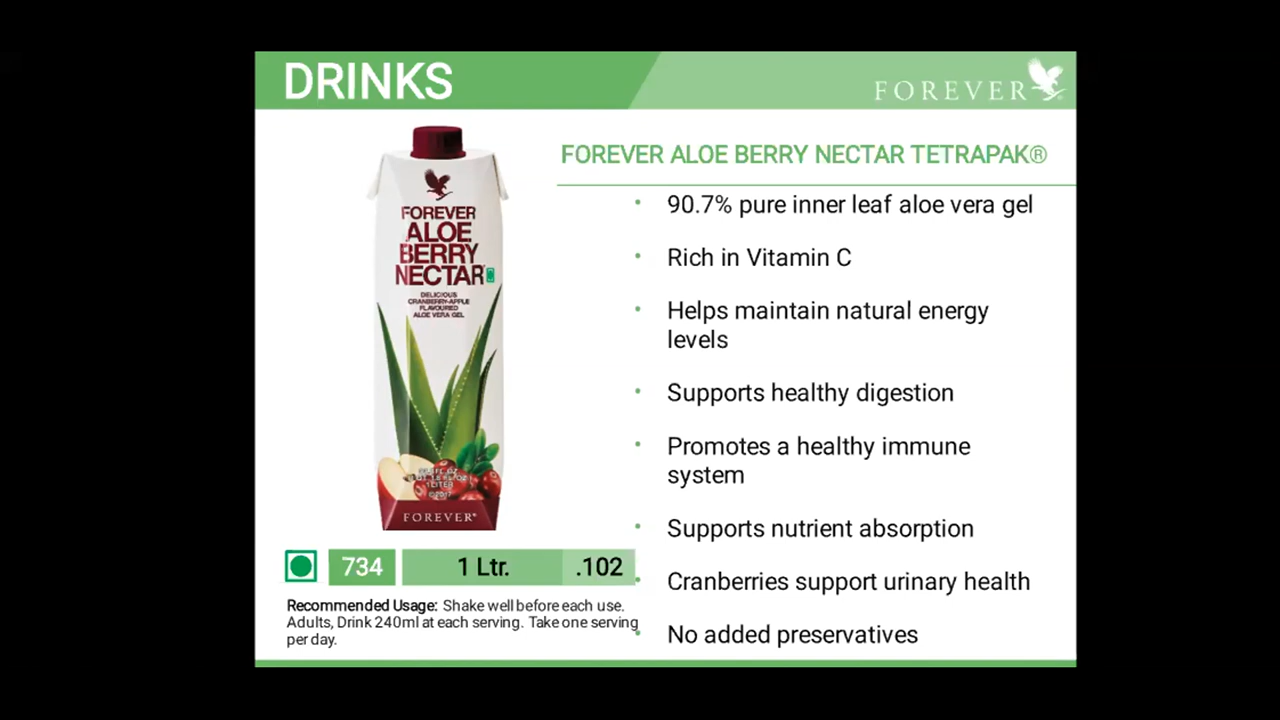 DRINKS
FOREVER
FOREVER ALOE BERRY NECTAR TETRAPAK®
FOREVER
ALOE
BERRY
NECTAR
DELICIOUS
CRANBERRY-APPLE
FLAVOURED
ALOE VERA GEL
1 LITER
©2017
FOREVER®
• 90.7% pure inner leaf aloe vera gel
• Rich in Vitamin C
• Helps maintain natural energy
levels
• Supports healthy digestion
• Promotes a healthy immune
system
• Supports nutrient absorption
• Cranberries support urinary health
• No added preservatives
734 1 Ltr. .102
Recommended Usage: Shake well before each use.
Adults, Drink 240ml at each serving. Take one serving
per day.